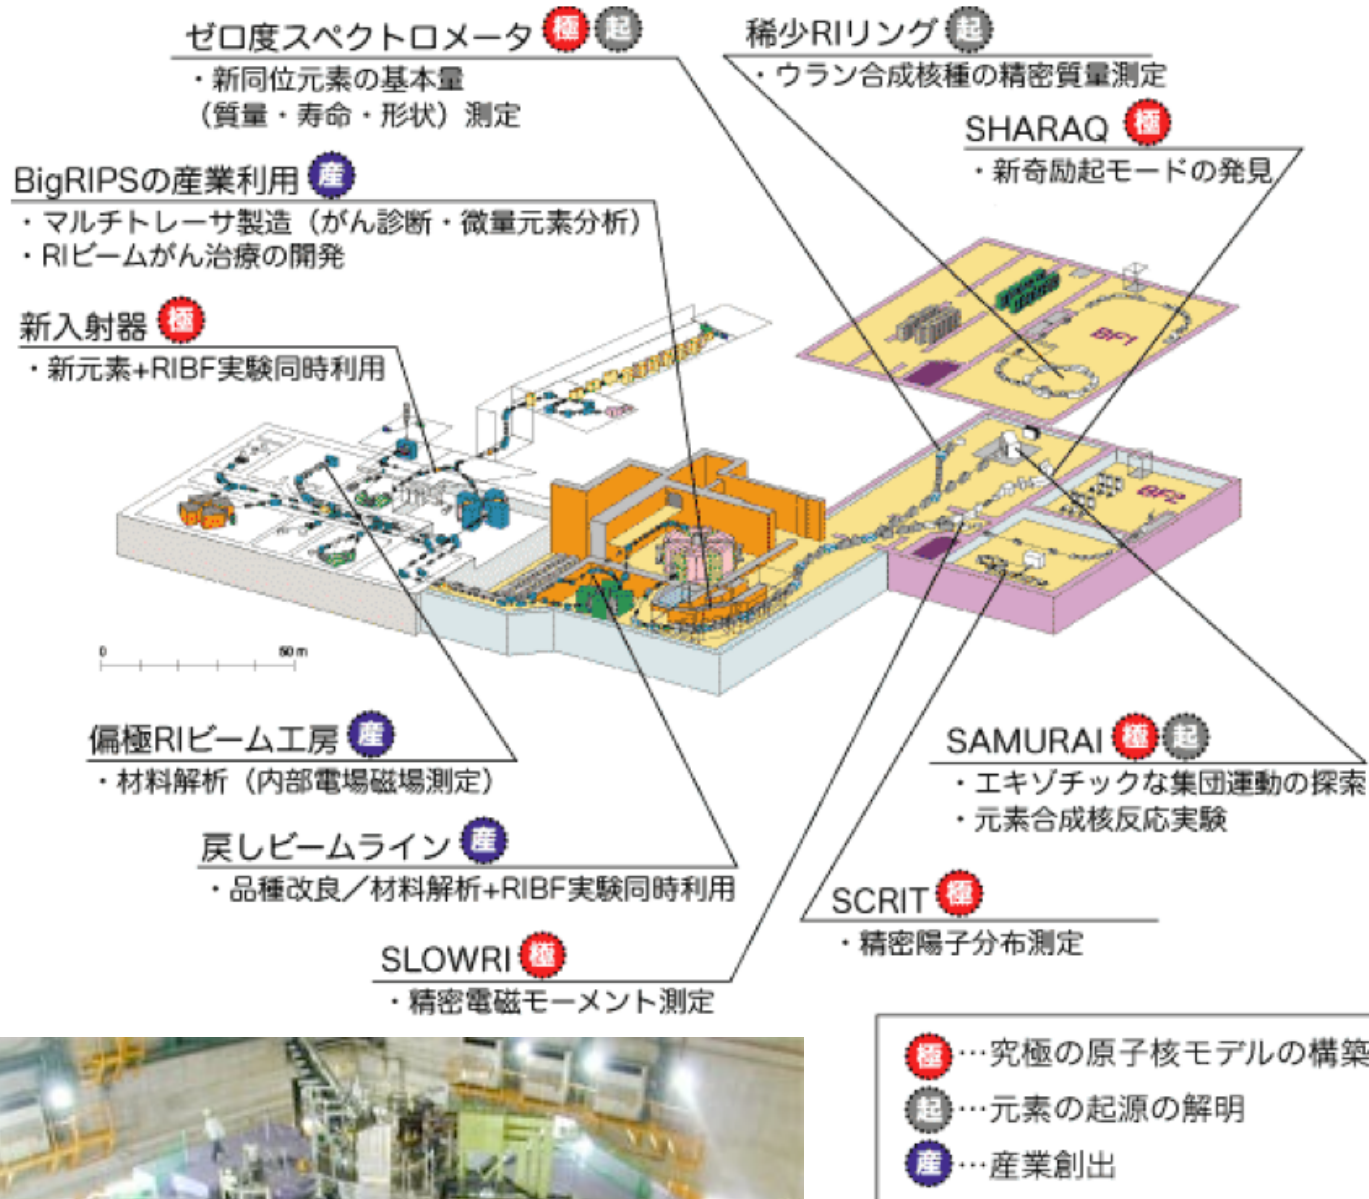 ゼロ度スペクトロメータ 極 起
・新同位元素の基本量
（質量・寿命・形状）測定
稀少RIリング 起
・ウラン合成核種の精密質量測定
SHARAQ 極
・新奇励起モードの発見
BigRIPSの産業利用 産
・マルチトレーサ製造（がん診断・微量元素分析）
・RIビームがん治療の開発
新入射器 極
・新元素+RIBF実験同時利用
BF1
BF2
0 50 m
偏極RIビーム工房 産
・材料解析（内部電場磁場測定）
戻しビームライン 産
・品種改良／材料解析+RIBF実験同時利用
SLOWRI 極
・精密電磁モーメント測定
SAMURAI 極 起
・エキゾチックな集団運動の探索
・元素合成核反応実験
SCRIT 極
・精密陽子分布測定
極…究極の原子核モデルの構築
起…元素の起源の解明
産…産業創出